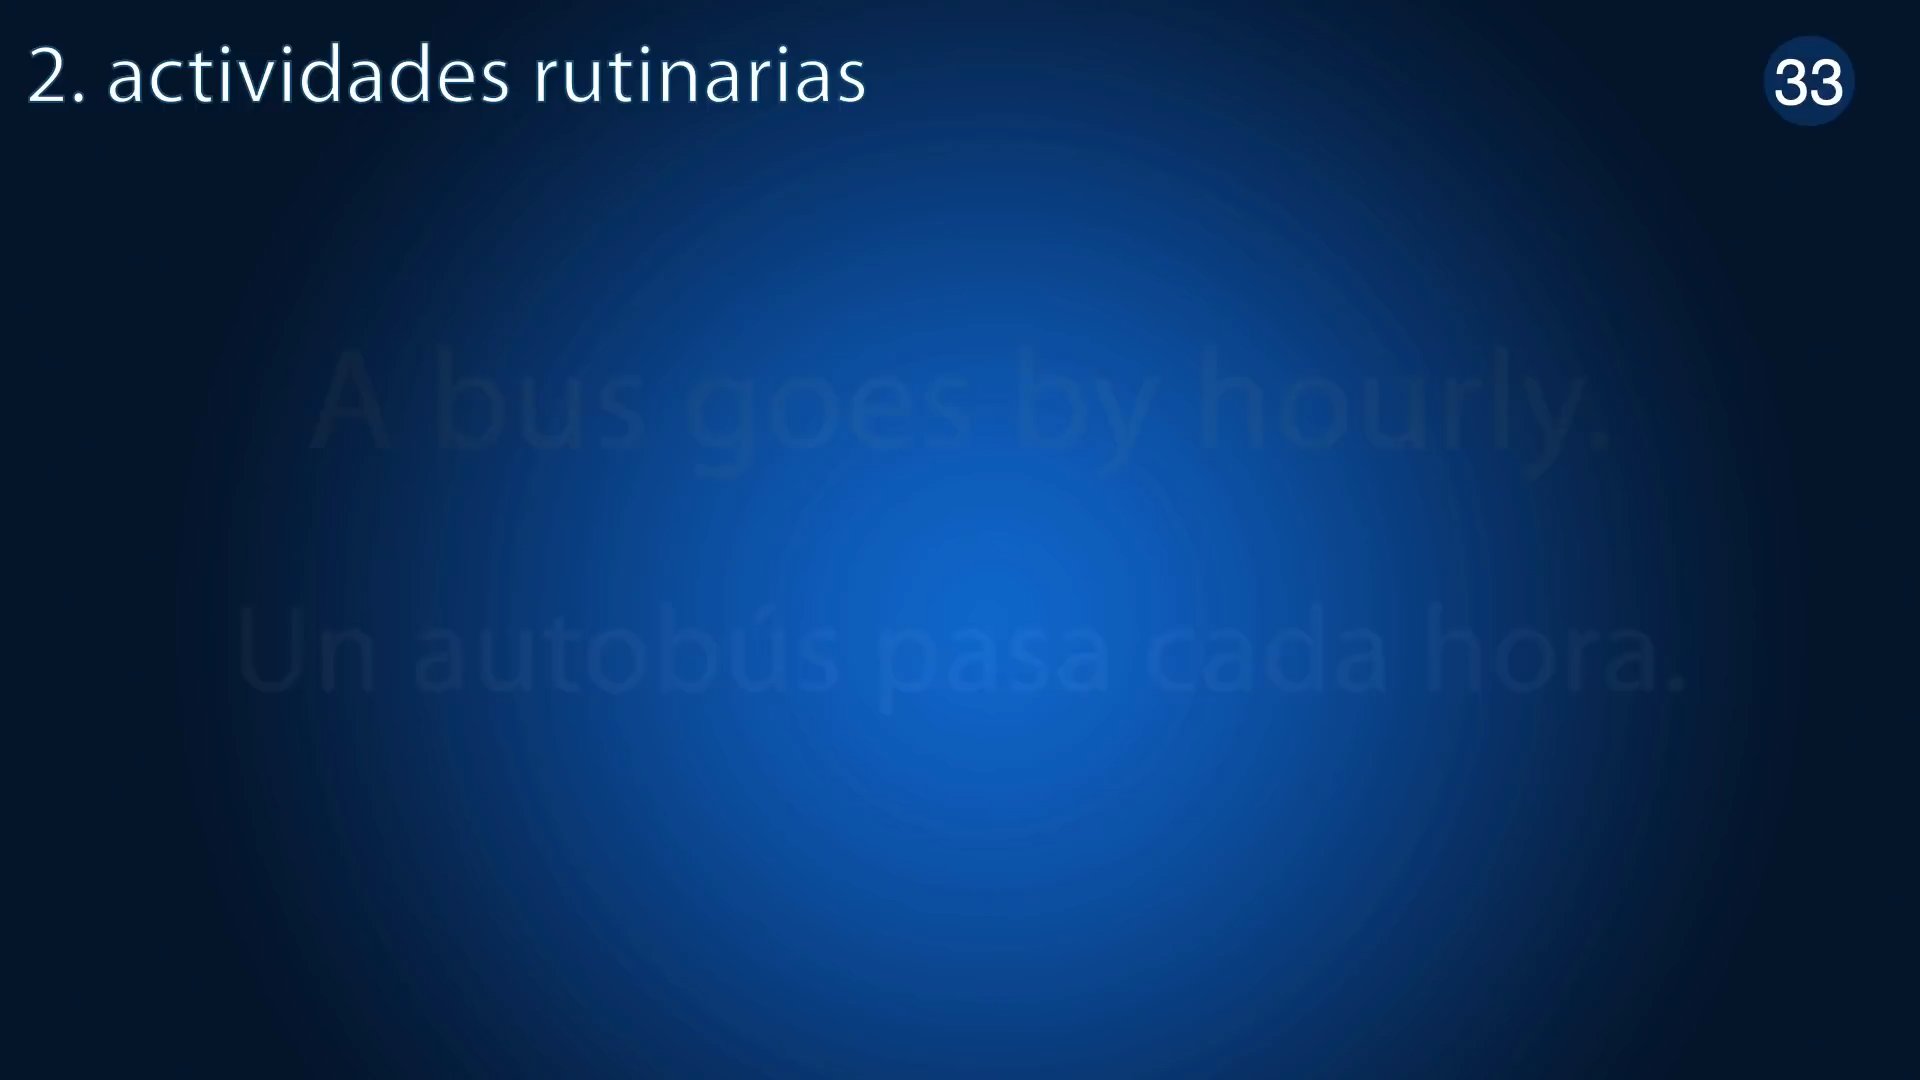 2. actividades rutinarias
33
A bus goes by hourly.
Un autobús pasa cada hora.